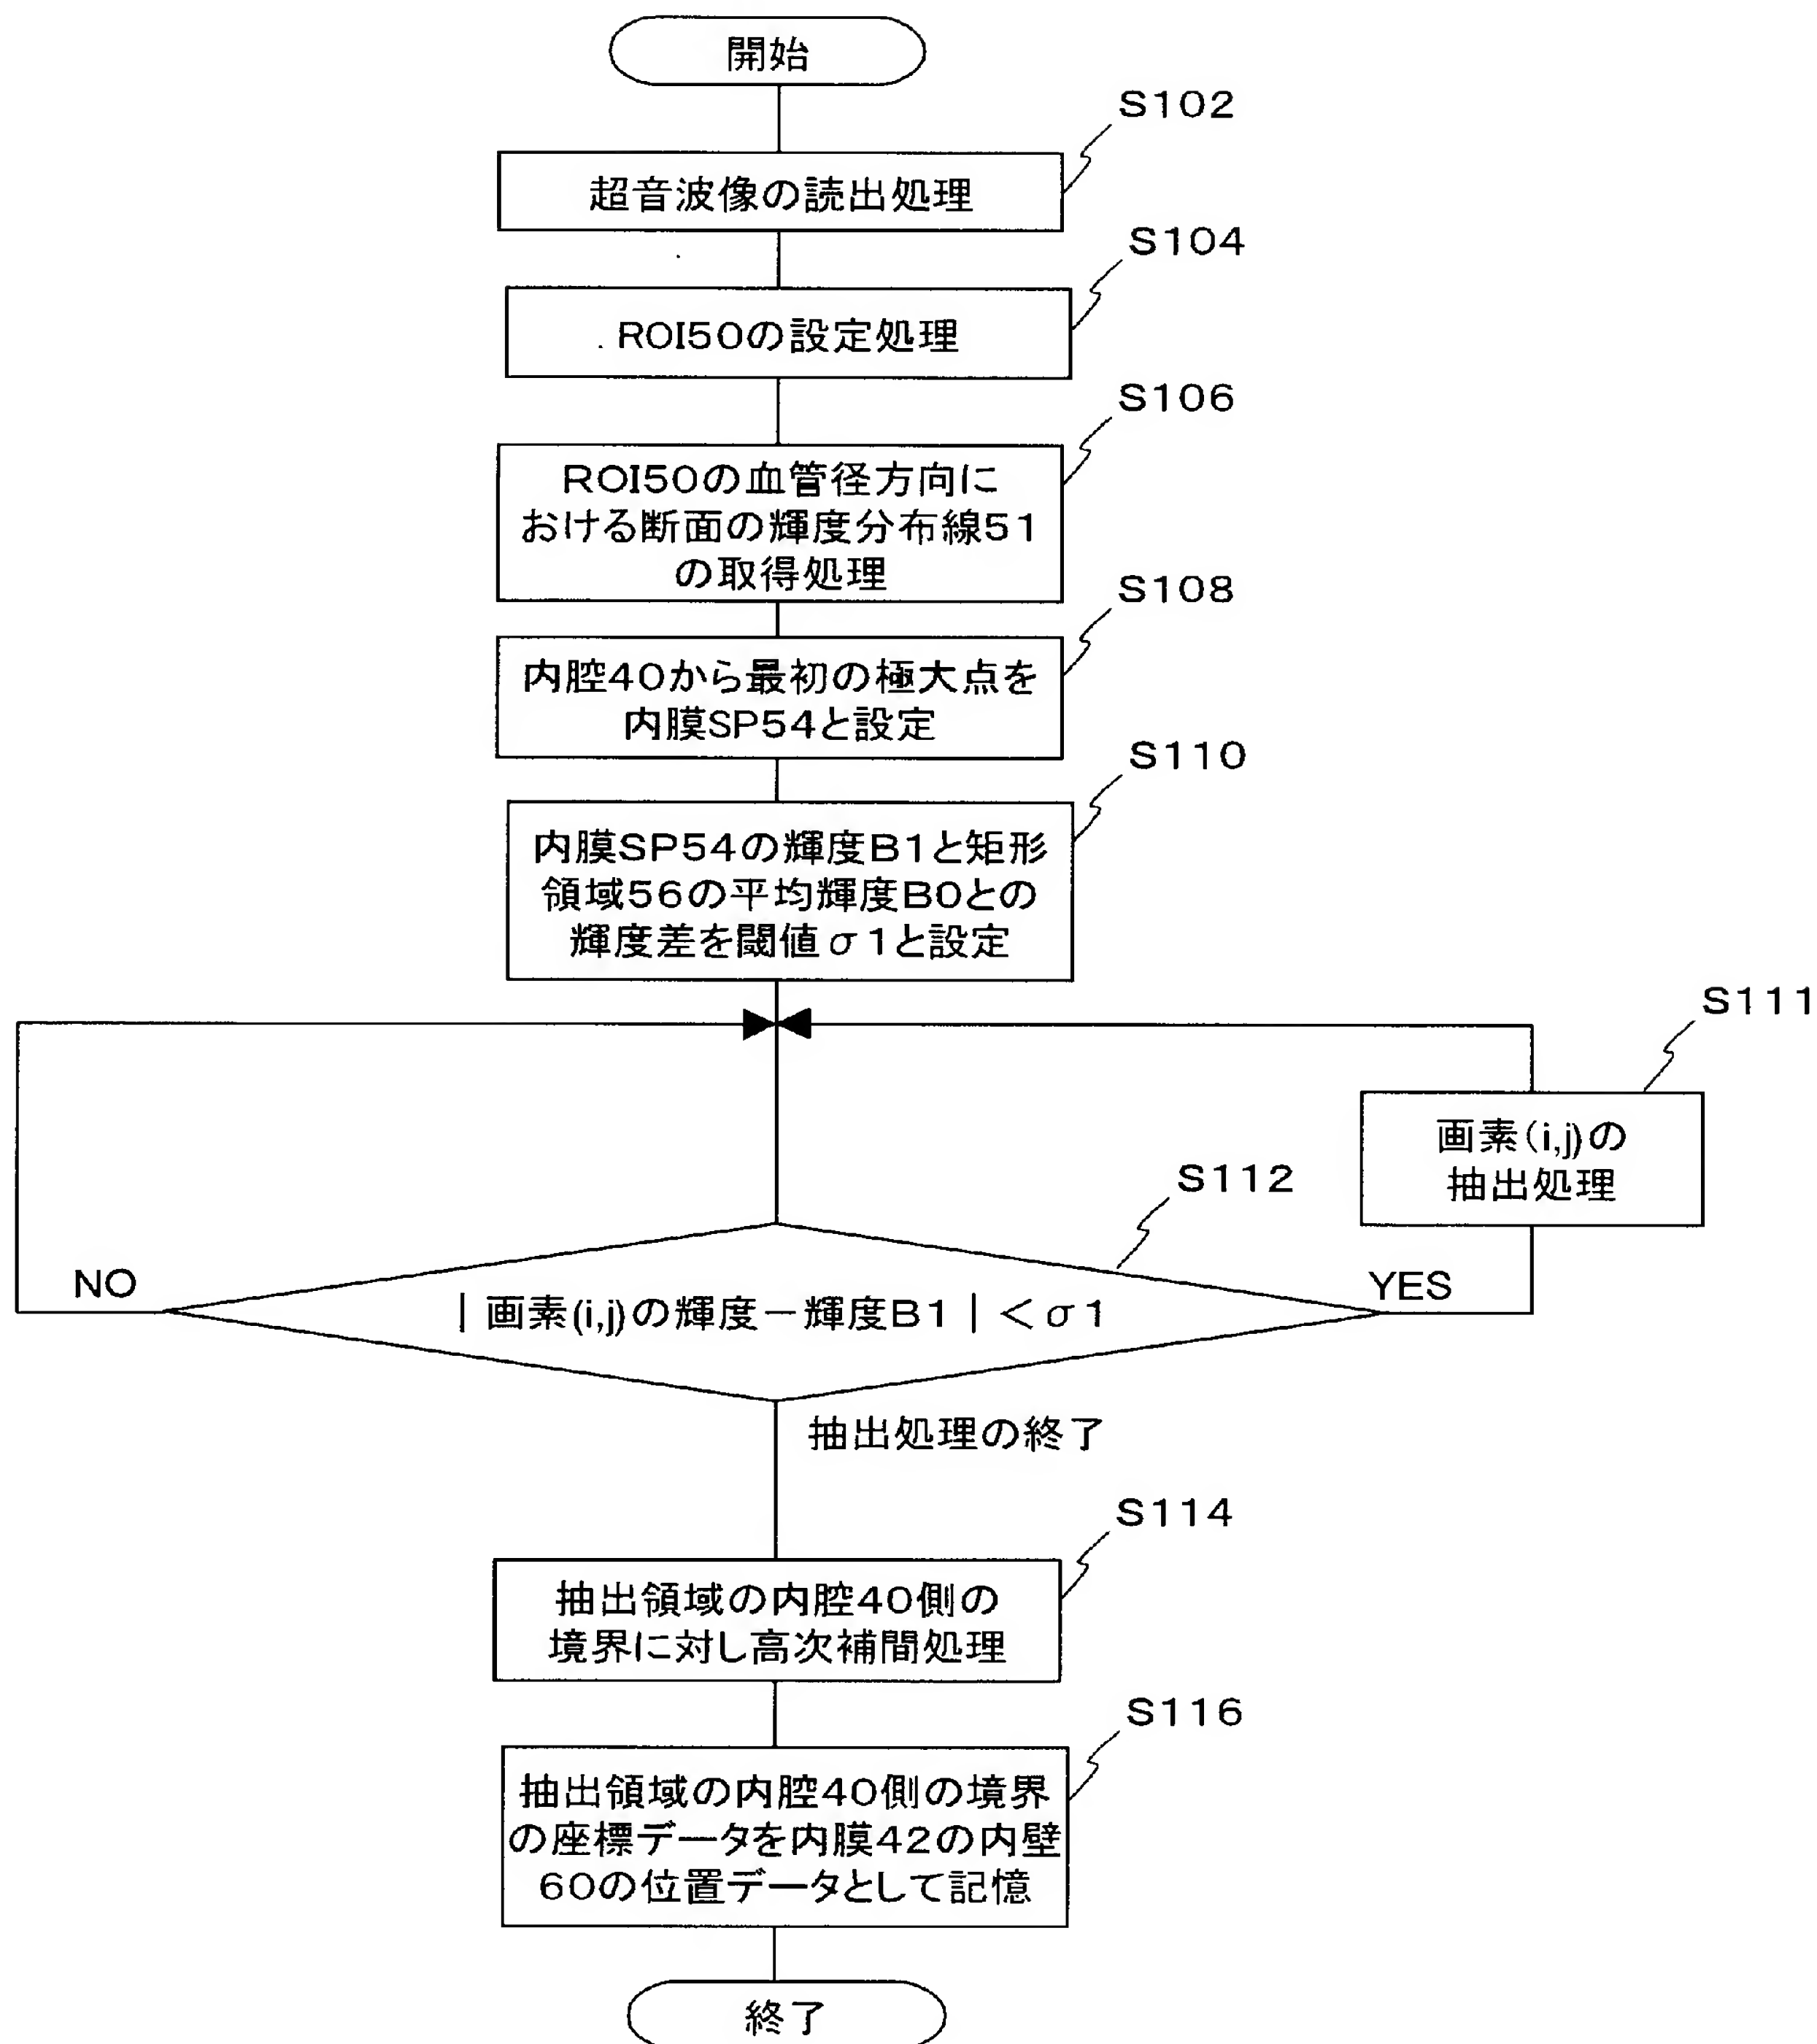 開始
S102
超音波像の読出処理
S104
ROI50の設定処理
S106
ROI50の血管径方向に
おける断面の輝度分布線51
の取得処理
S108
内腔40から最初の極大点を
内膜SP54と設定
S110
内膜SP54の輝度B1と矩形
領域56の平均輝度B0との
輝度差を閾値σ1と設定
S111
画素(i,j)の
抽出処理
S112
NO
YES
|画素(i,j)の輝度-輝度B1|<σ1
抽出処理の終了
S114
抽出領域の内腔40側の
境界に対し高次補間処理
S116
抽出領域の内腔40側の境界
の座標データを内膜42の内壁
60の位置データとして記憶
終了